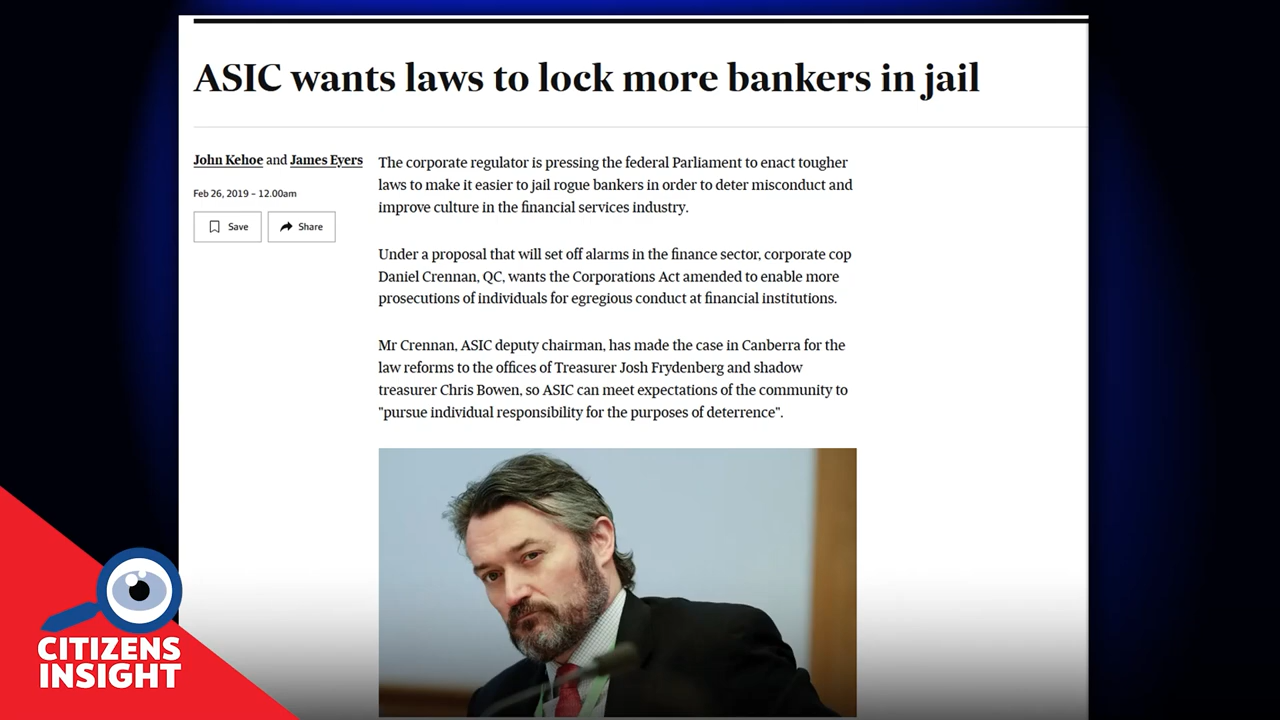 ASIC wants laws to lock more bankers in jail
John Kehoe and James Eyers
Feb 26, 2019 – 12.00am
Save
Share
The corporate regulator is pressing the federal Parliament to enact tougher
laws to make it easier to jail rogue bankers in order to deter misconduct and
improve culture in the financial services industry.
Under a proposal that will set off alarms in the finance sector, corporate cop
Daniel Crennan, QC, wants the Corporations Act amended to enable more
prosecutions of individuals for egregious conduct at financial institutions.
Mr Crennan, ASIC deputy chairman, has made the case in Canberra for the
law reforms to the offices of Treasurer Josh Frydenberg and shadow
treasurer Chris Bowen, so ASIC can meet expectations of the community to
"pursue individual responsibility for the purposes of deterrence".
CITIZENS
INSIGHT